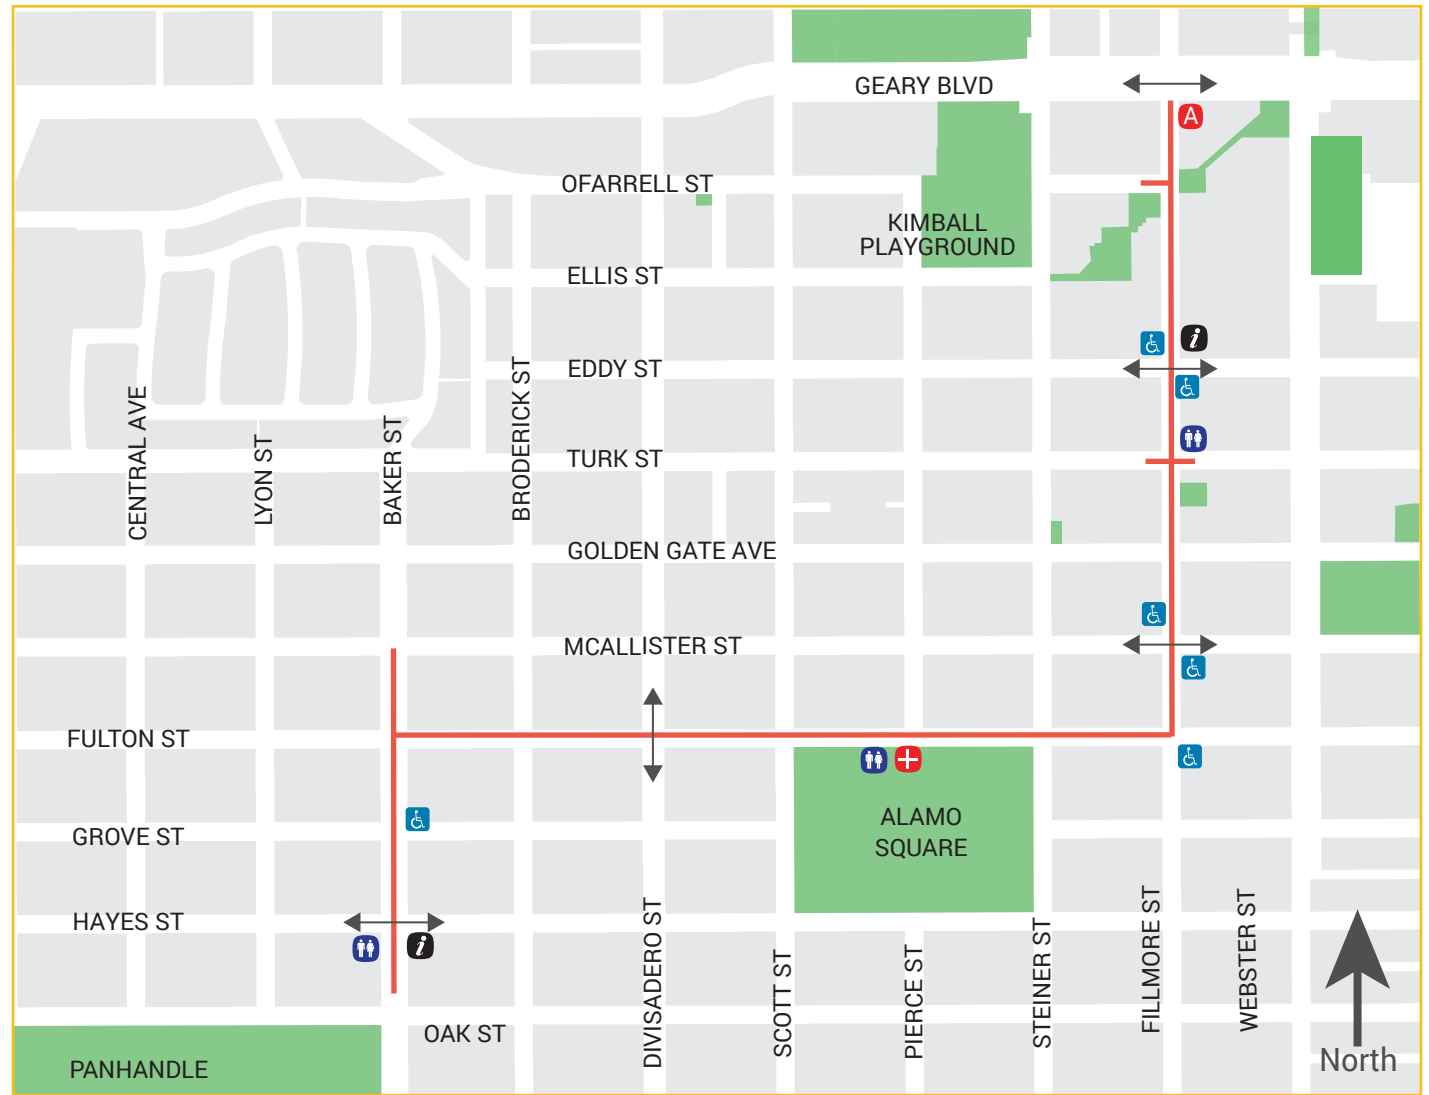 GEARY BLVD
A
OFARRELL ST
KIMBALL
PLAYGROUND
ELLIS ST
i
EDDY ST
BRODERICK ST
CENTRAL AVE
BAKER ST
LYON ST
TURK ST
GOLDEN GATE AVE
MCALLISTER ST
FULTON ST
ALAMO
SQUARE
GROVE ST
HAYES ST
i
DIVISADERO ST
SCOTT ST
PIERCE ST
STEINER ST
FILLMORE ST
WEBSTER ST
OAK ST
North
PANHANDLE